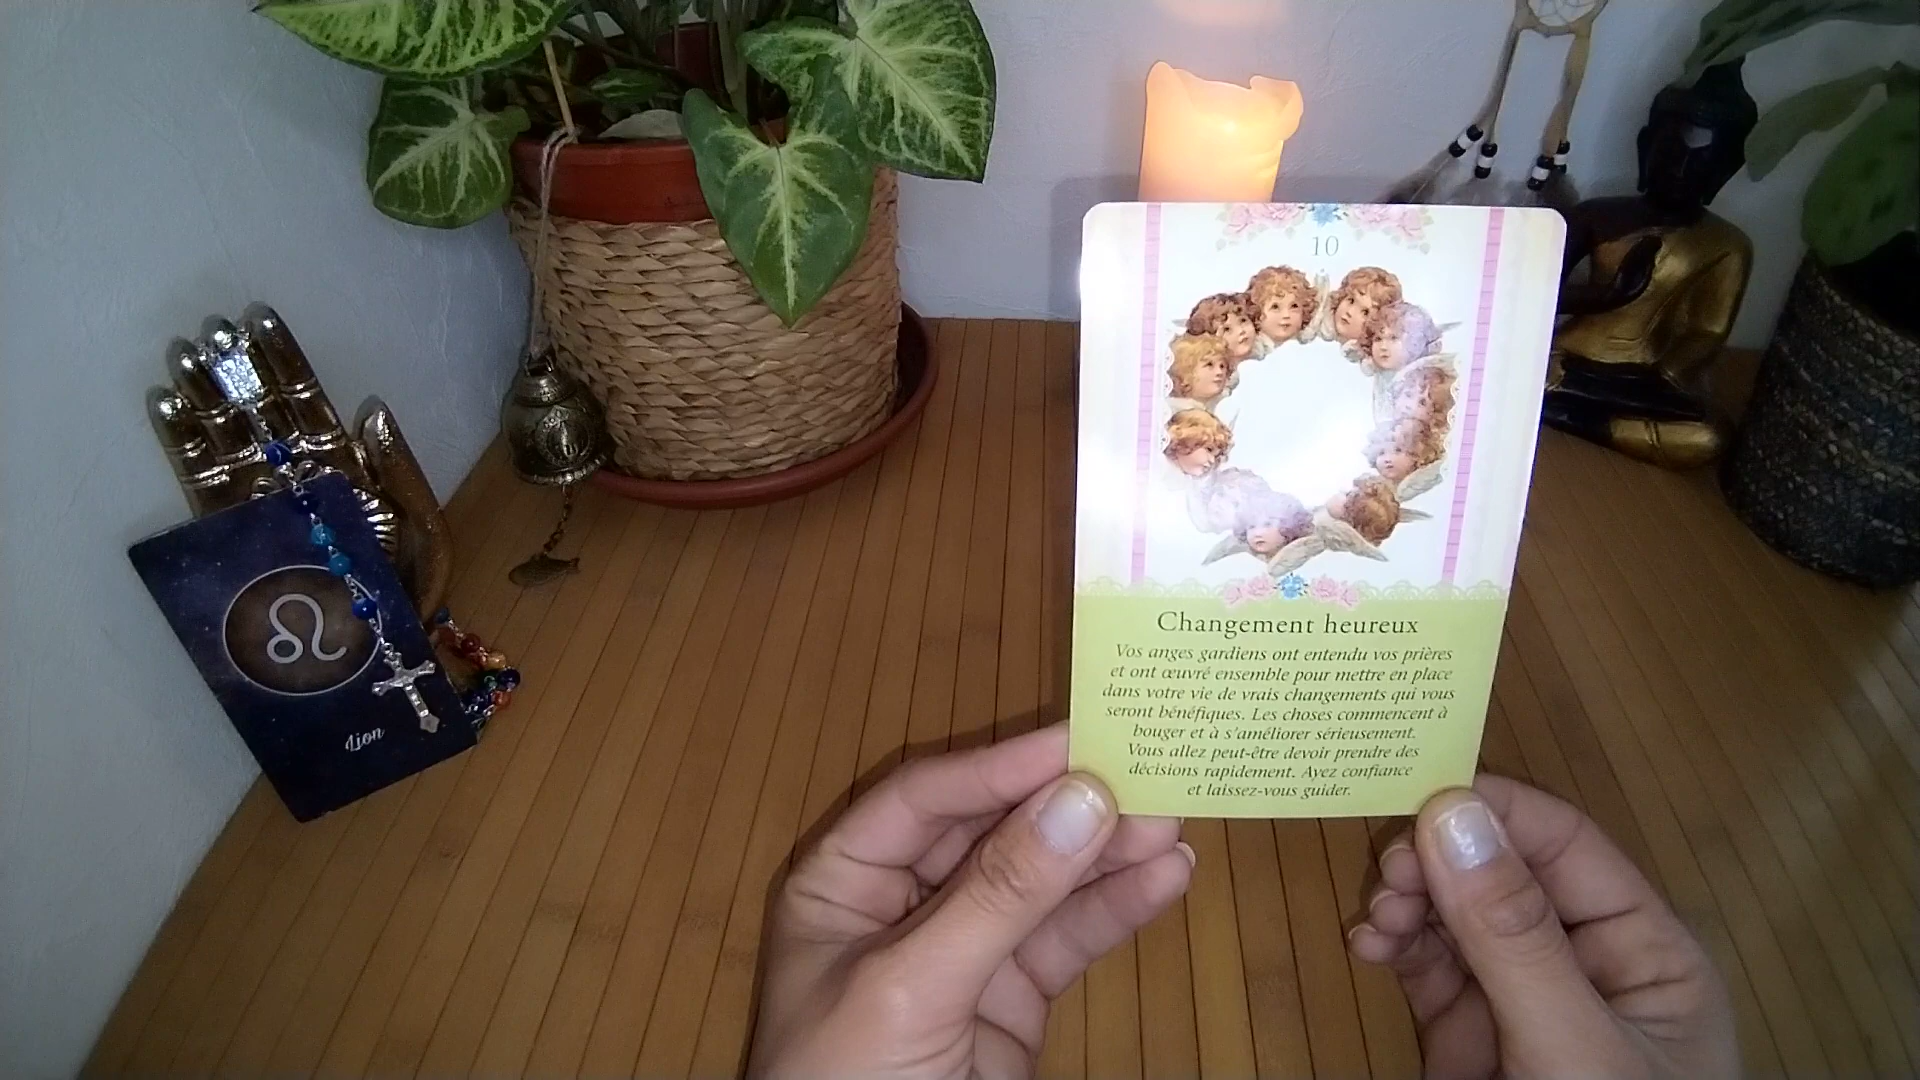 Lion
10
Changement heureux
Vos anges gardiens ont entendu vos prières
et ont œuvré ensemble pour mettre en place
dans votre vie de vrais changements qui vous
seront bénéfiques. Les choses commencent à
bouger et à s'améliorer sérieusement.
Vous allez peut-être devoir prendre des
décisions rapidement. Ayez confiance
et laissez-vous guider.